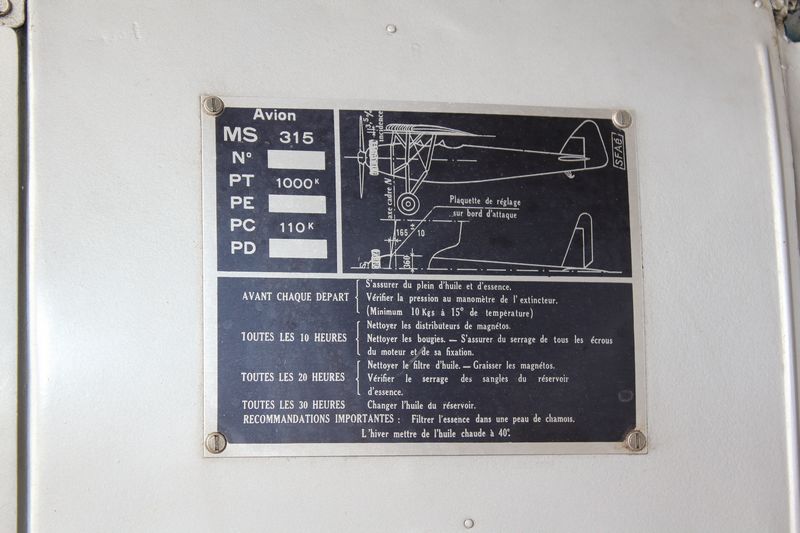 Avion
MS 315
N°
PT 1000 K
PE
PC 110 K
PD
incidence
axe cadre N
SFAé
Plaquette de réglage
sur bord d'attaque
165 ± 10
360
AVANT CHAQUE DEPART
S'assurer du plein d'huile et d'essence.
Vérifier la pression au manomètre de l'extincteur.
(Minimum 10 Kgs à 15° de température)
TOUTES LES 10 HEURES
Nettoyer les distributeurs de magnétos.
Nettoyer les bougies. — S'assurer du serrage de tous les écrous
du moteur et de sa fixation.
TOUTES LES 20 HEURES
Nettoyer le filtre d'huile. — Graisser les magnétos.
Vérifier le serrage des sangles du réservoir
d'essence.
TOUTES LES 30 HEURES Changer l'huile du réservoir.
RECOMMANDATIONS IMPORTANTES : Filtrer l'essence dans une peau de chamois.
L'hiver mettre de l'huile chaude à 40°.